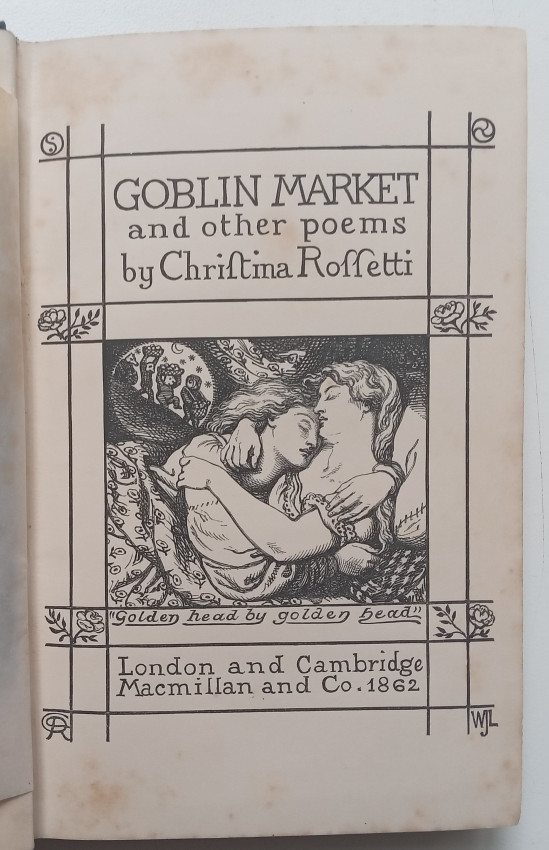 GOBLIN MARKET
and other poems
by Chriſtina Roſſetti
"Golden head by golden head"
London and Cambridge
Macmillan and Co. 1862
WJL